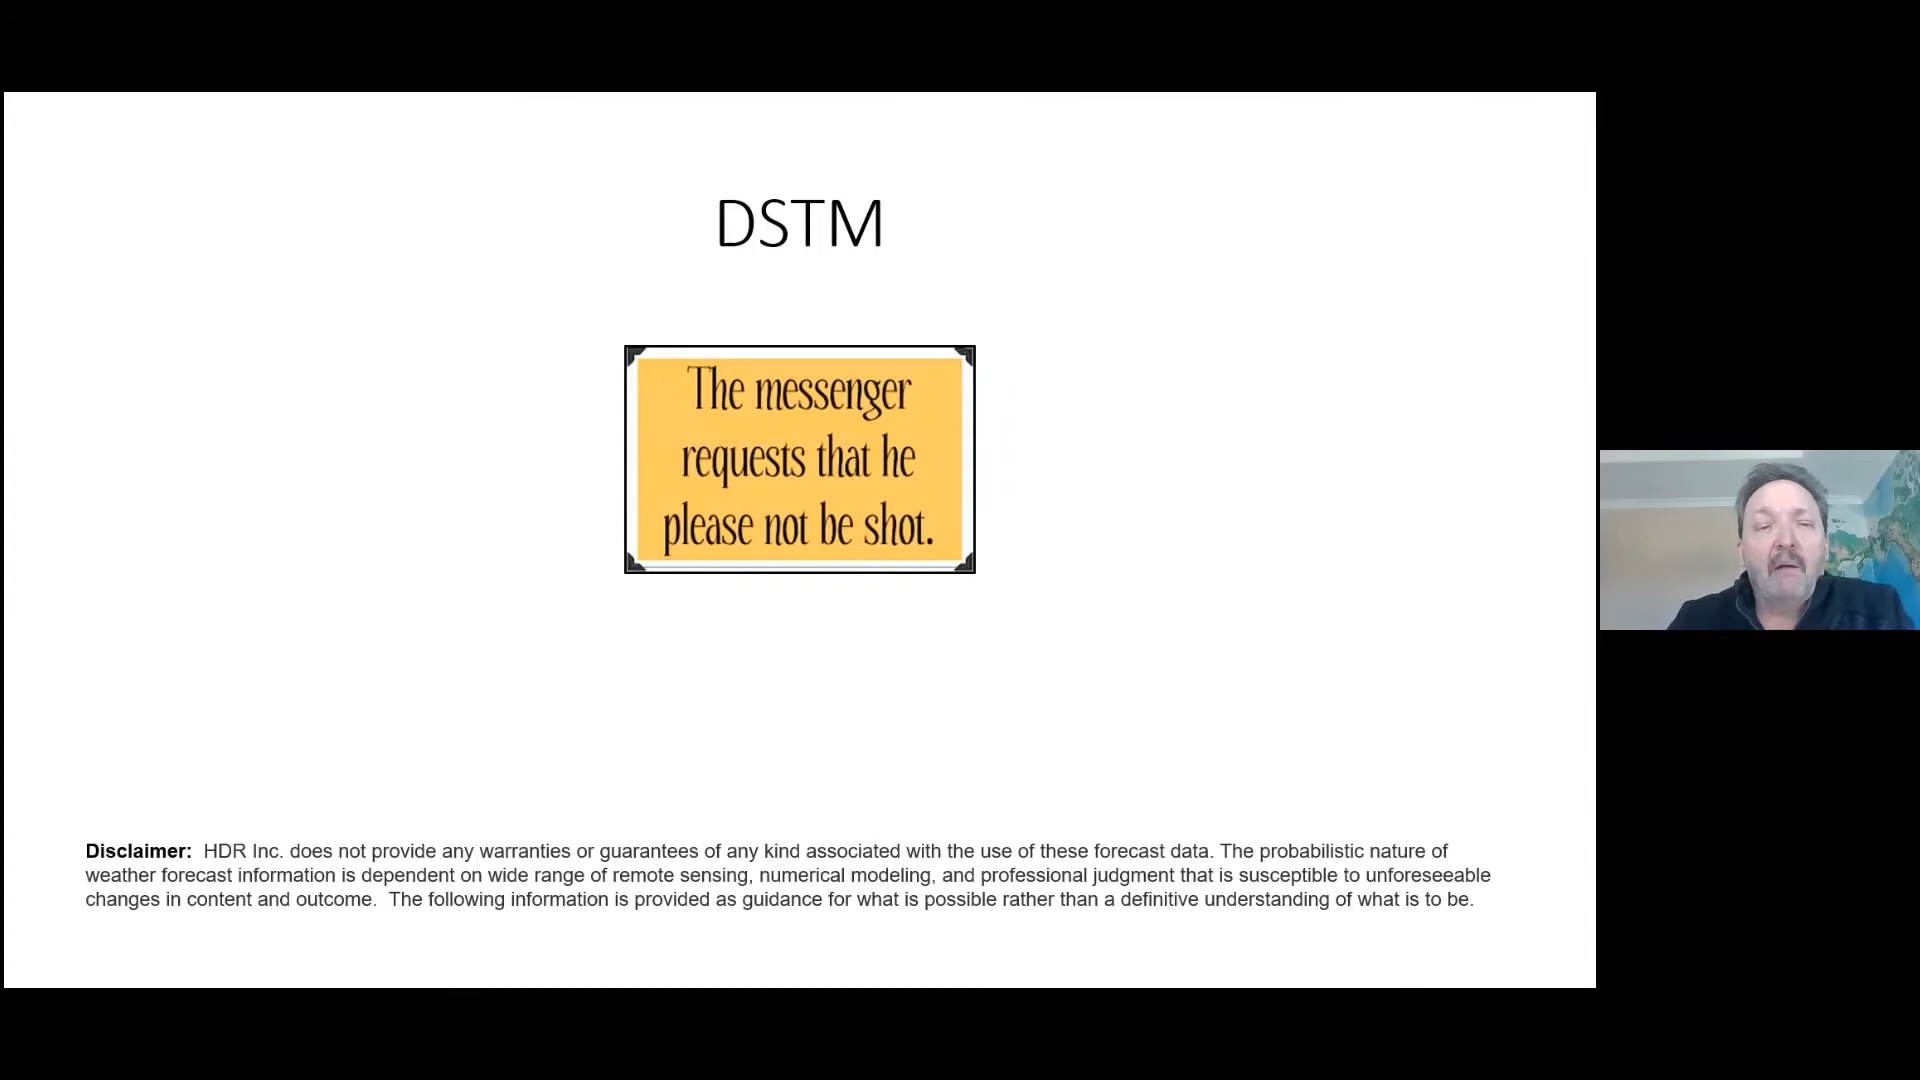 DSTM
The messenger
requests that he
please not be shot.
Disclaimer: HDR Inc. does not provide any warranties or guarantees of any kind associated with the use of these forecast data. The probabilistic nature of
weather forecast information is dependent on wide range of remote sensing, numerical modeling, and professional judgment that is susceptible to unforeseeable
changes in content and outcome. The following information is provided as guidance for what is possible rather than a definitive understanding of what is to be.